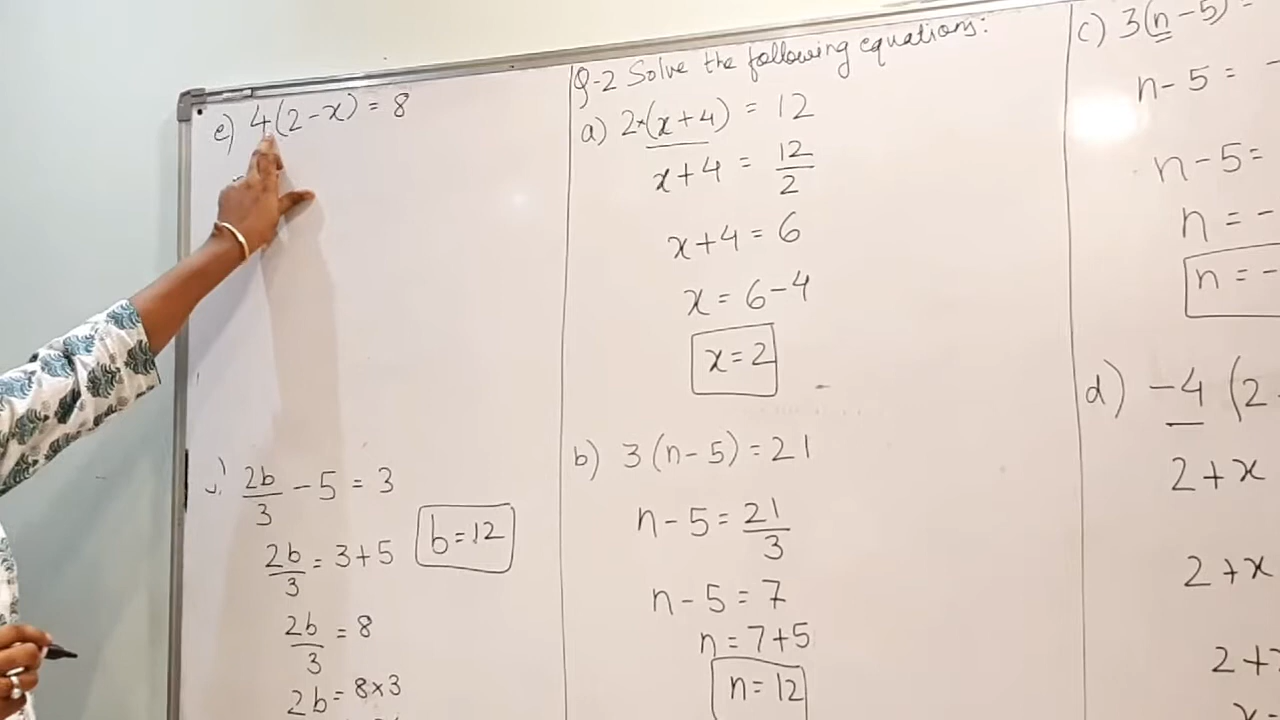 e) 4(2-x) = 8
j) 2b/3 - 5 = 3
2b/3 = 3+5
b=12
2b/3 = 8
2b = 8×3
Q-2 Solve the following equations:
a) 2*(x+4) = 12
x+4 = 12/2
x+4 = 6
x = 6-4
x=2
b) 3(n-5) = 21
n-5 = 21/3
n-5 = 7
n = 7+5
n=12
c) 3(n-5) =
n-5 = -
n-5=
n = -
n = -
d) -4 (2
2+x
2+x
2+